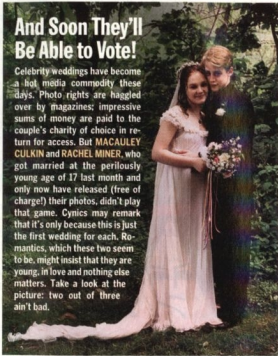 And Soon They'll
Be Able to Vote!
Celebrity weddings have become
a hot media commodity these
days. Photo rights are haggled
over by magazines; impressive
sums of money are paid to the
couple's charity of choice in re-
turn for access. But MACAULEY
CULKIN and RACHEL MINER, who
got married at the perilously
young age of 17 last month and
only now have released (free of
charge!) their photos, didn't play
that game. Cynics may remark
that it's only because this is just
the first wedding for each. Ro-
mantics, which these two seem
to be, might insist that they are
young, in love and nothing else
matters. Take a look at the
picture: two out of three
ain't bad.